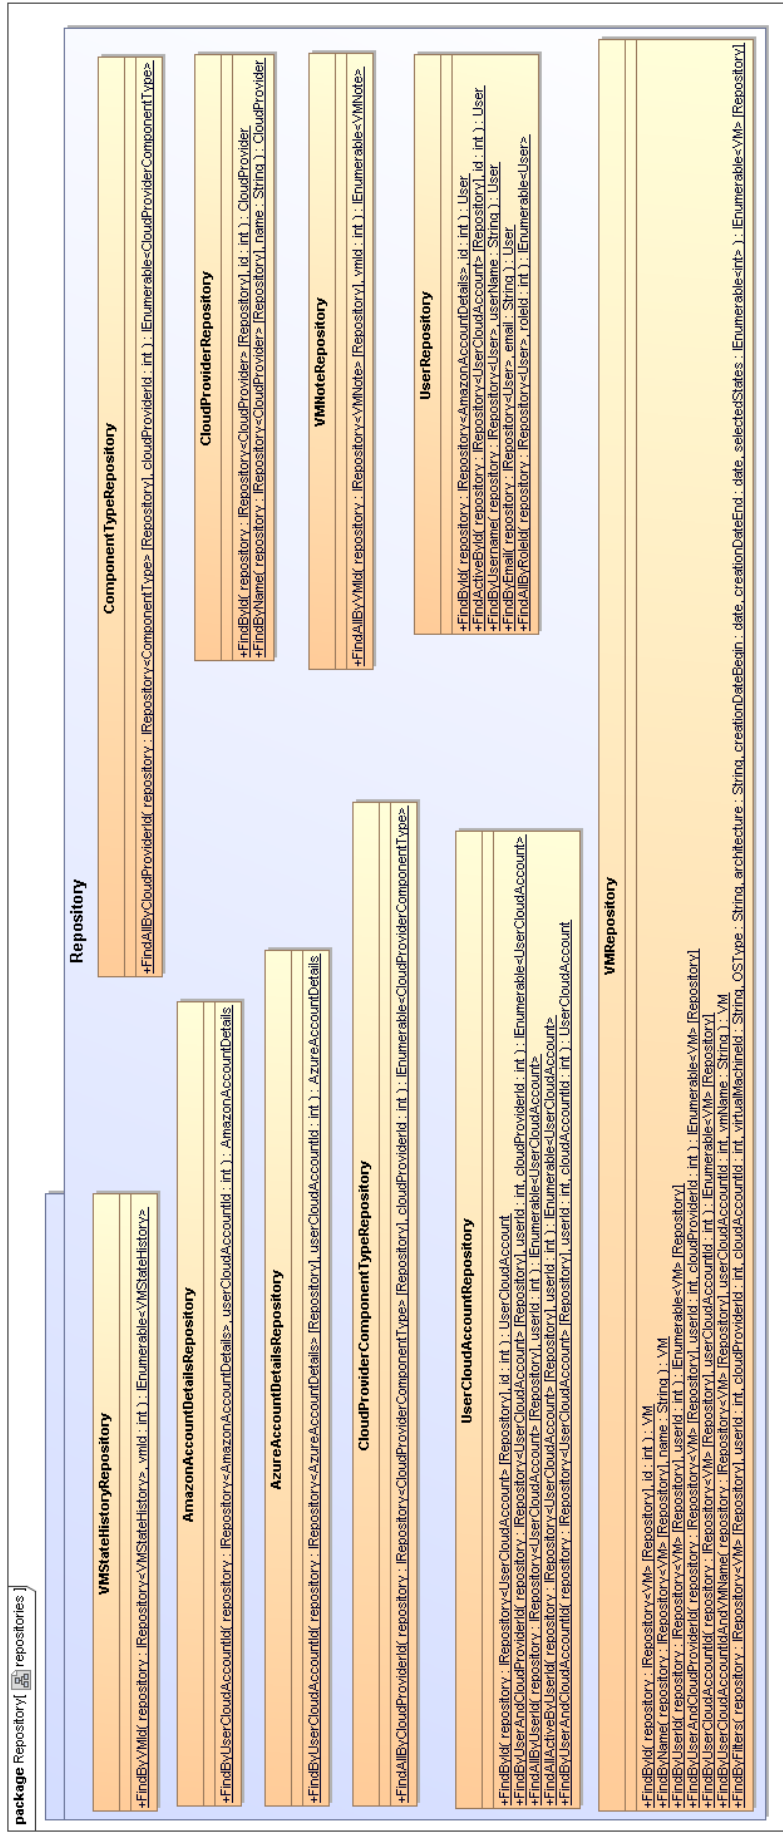 package Repository[ repositories ]
Repository
VMStateHistoryRepository
+FindByVMId( repository : IRepository<VMStateHistory>, vmId : int ) : IEnumerable<VMStateHistory>
ComponentTypeRepository
+FindAllByCloudProviderId( repository : IRepository<ComponentType> [Repository], cloudProviderId : int ) : IEnumerable<CloudProviderComponentType>
AmazonAccountDetailsRepository
+FindByUserCloudAccountId( repository : IRepository<AmazonAccountDetails>, userCloudAccountId : int ) : AmazonAccountDetails
CloudProviderRepository
+FindById( repository : IRepository<CloudProvider> [Repository], id : int ) : CloudProvider
+FindByName( repository : IRepository<CloudProvider> [Repository], name : String ) : CloudProvider
AzureAccountDetailsRepository
+FindByUserCloudAccountId( repository : IRepository<AzureAccountDetails> [Repository], userCloudAccountId : int ) : AzureAccountDetails
VMNoteRepository
+FindAllByVMId( repository : IRepository<VMNote> [Repository], vmId : int ) : IEnumerable<VMNote>
CloudProviderComponentTypeRepository
+FindAllByCloudProviderId( repository : IRepository<CloudProviderComponentType> [Repository], cloudProviderId : int ) : IEnumerable<CloudProviderComponentType>
UserRepository
+FindById( repository : IRepository<AmazonAccountDetails>, id : int ) : User
+FindActiveById( repository : IRepository<UserCloudAccount> [Repository], id : int ) : User
+FindByUsername( repository : IRepository<User>, userName : String ) : User
+FindByEmail( repository : IRepository<User>, email : String ) : User
+FindAllByRoleId( repository : IRepository<User>, roleId : int ) : IEnumerable<User>
UserCloudAccountRepository
+FindById( repository : IRepository<UserCloudAccount> [Repository], id : int ) : UserCloudAccount
+FindByUserAndCloudProviderId( repository : IRepository<UserCloudAccount> [Repository], userId : int, cloudProviderId : int ) : IEnumerable<UserCloudAccount>
+FindAllByUserId( repository : IRepository<UserCloudAccount> [Repository], userId : int ) : IEnumerable<UserCloudAccount>
+FindAllActiveByUserId( repository : IRepository<UserCloudAccount> [Repository], userId : int ) : IEnumerable<UserCloudAccount>
+FindByUserAndCloudAccountId( repository : IRepository<UserCloudAccount> [Repository], userId : int, cloudAccountId : int ) : UserCloudAccount
VMRepository
+FindById( repository : IRepository<VM> [Repository], id : int ) : VM
+FindByName( repository : IRepository<VM> [Repository], name : String ) : VM
+FindByUserId( repository : IRepository<VM> [Repository], userId : int ) : IEnumerable<VM> [Repository]
+FindByUserAndCloudProviderId( repository : IRepository<VM> [Repository], userId : int, cloudProviderId : int ) : IEnumerable<VM> [Repository]
+FindByUserCloudAccountId( repository : IRepository<VM> [Repository], userCloudAccountId : int ) : IEnumerable<VM> [Repository]
+FindByUserCloudAccountIdAndVMName( repository : IRepository<VM> [Repository], userCloudAccountId : int, vmName : String ) : VM
+FindByFilters( repository : IRepository<VM> [Repository], userId : int, cloudProviderId : int, cloudAccountId : int, virtualMachineId : String, OSType : String, architecture : String, creationDateBegin : date, creationDateEnd : date, selectedStates : IEnumerable<int> ) : IEnumerable<VM> [Repository]